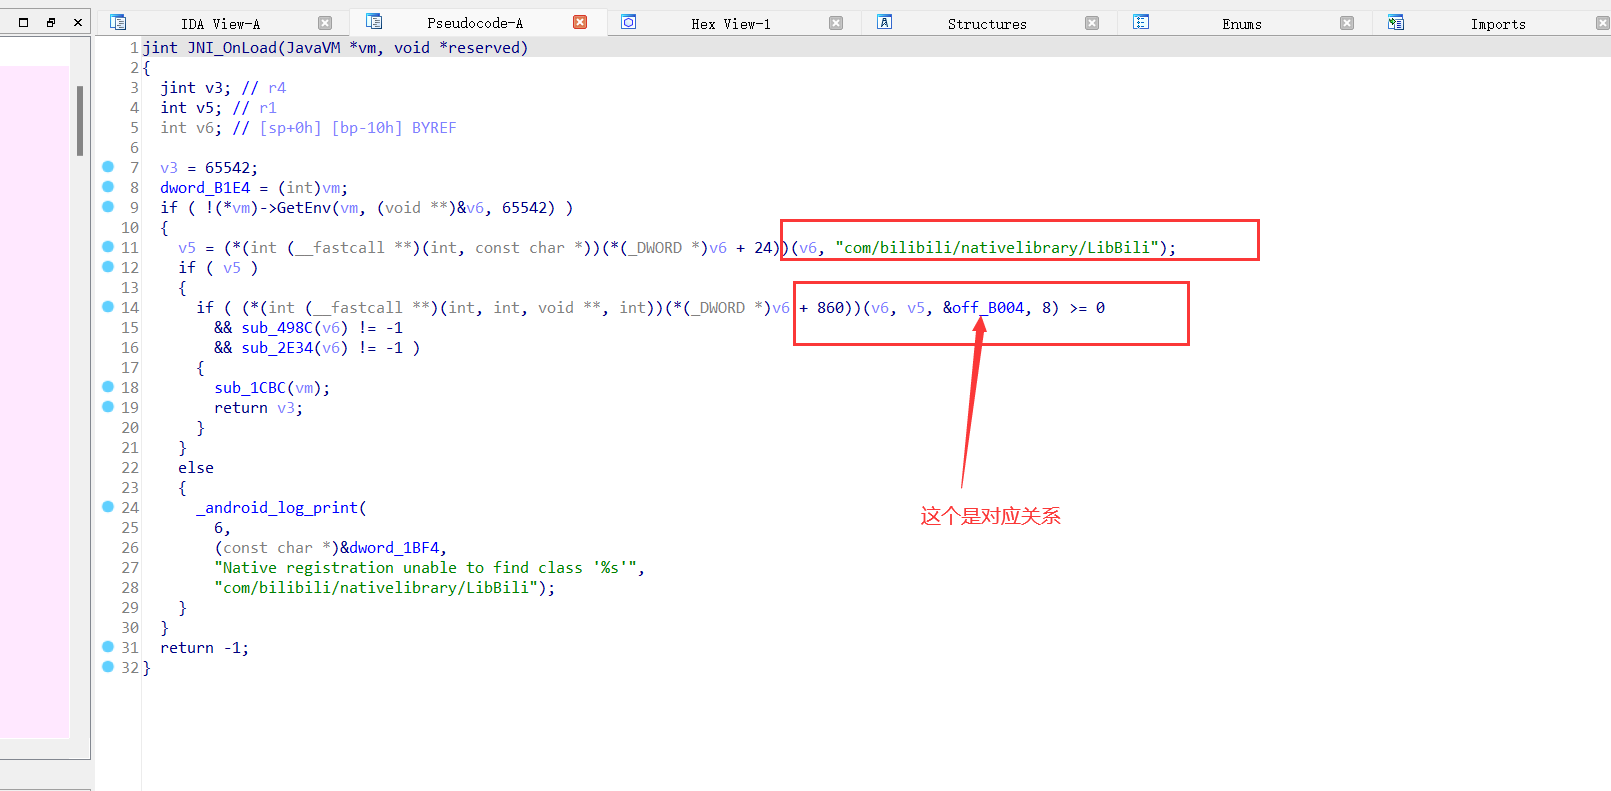 IDA View-A Pseudocode-A Hex View-1 Structures Enums Imports
1 jint JNI_OnLoad(JavaVM *vm, void *reserved)
2 {
3 jint v3; // r4
4 int v5; // r1
5 int v6; // [sp+0h] [bp-10h] BYREF
6
7 v3 = 65542;
8 dword_B1E4 = (int)vm;
9 if ( !(*vm)->GetEnv(vm, (void **)&v6, 65542) )
10 {
11 v5 = (*(int (__fastcall **)(int, const char *))(*(_DWORD *)v6 + 24))(v6, "com/bilibili/nativelibrary/LibBili");
12 if ( v5 )
13 {
14 if ( (*(int (__fastcall **)(int, int, void **, int))(*(_DWORD *)v6 + 860))(v6, v5, &off_B004, 8) >= 0
15 && sub_498C(v6) != -1
16 && sub_2E34(v6) != -1 )
17 {
18 sub_1CBC(vm);
19 return v3;
20 }
21 }
22 else
23 {
24 _android_log_print(
25 6,
26 (const char *)&dword_1BF4,
27 "Native registration unable to find class '%s'",
28 "com/bilibili/nativelibrary/LibBili");
29 }
30 }
31 return -1;
32 }
这个是对应关系